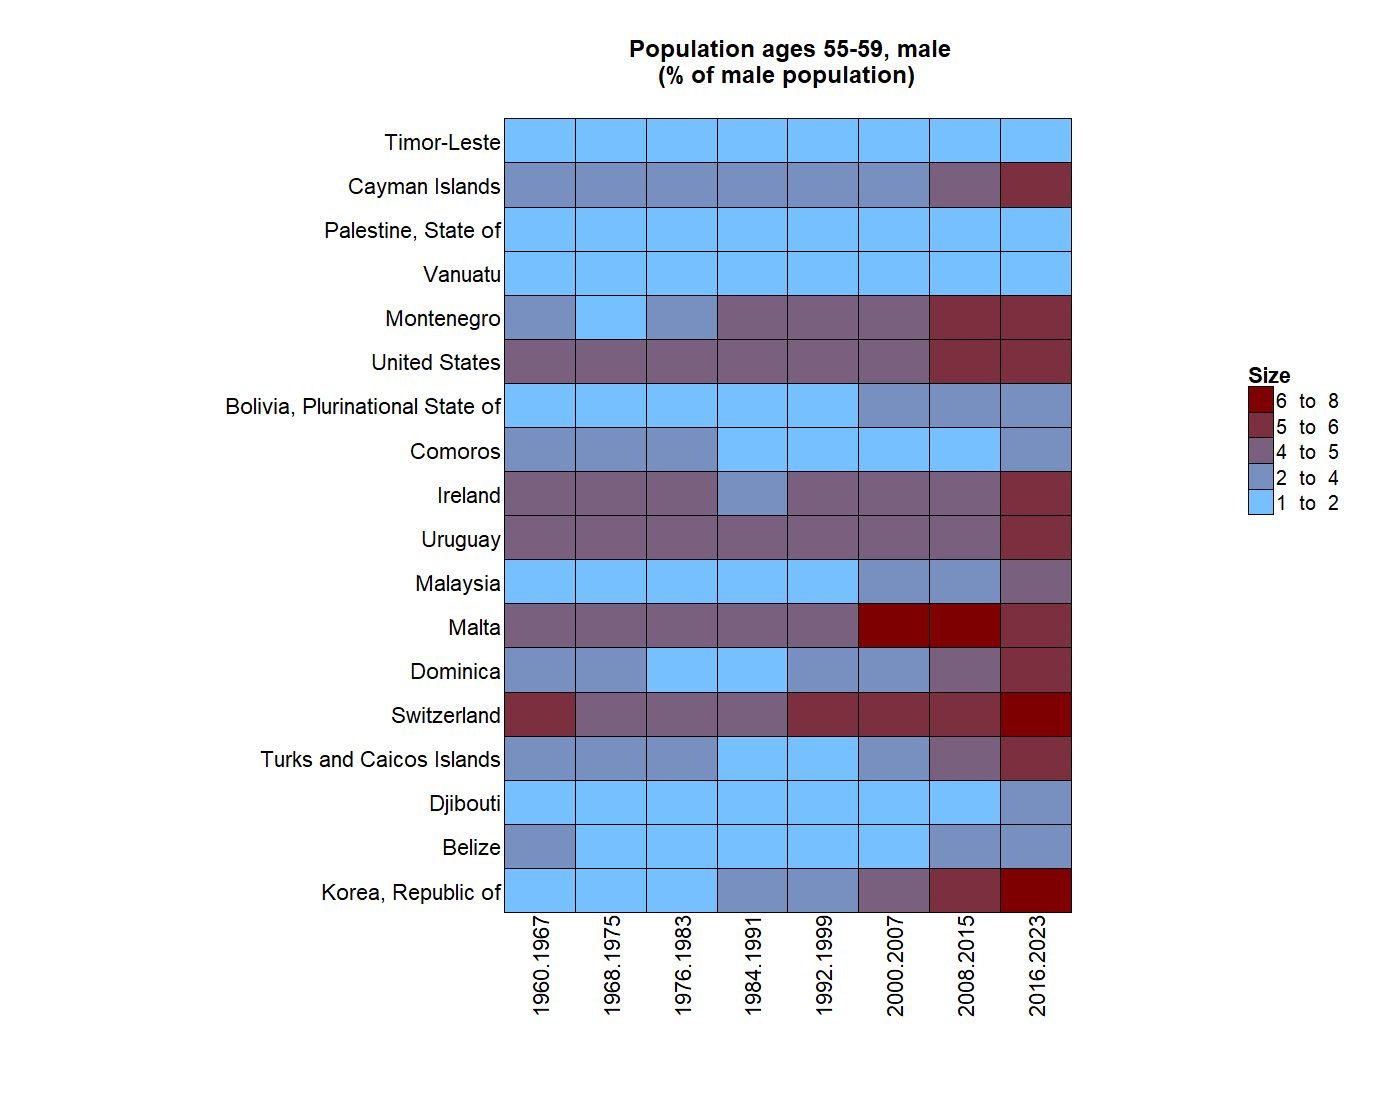 Population ages 55-59, male
(% of male population)
Timor-Leste
Cayman Islands
Palestine, State of
Vanuatu
Montenegro
United States
Bolivia, Plurinational State of
Comoros
Ireland
Uruguay
Malaysia
Malta
Dominica
Switzerland
Turks and Caicos Islands
Djibouti
Belize
Korea, Republic of
1960.1967
1968.1975
1976.1983
1984.1991
1992.1999
2000.2007
2008.2015
2016.2023
Size
6 to 8
5 to 6
4 to 5
2 to 4
1 to 2